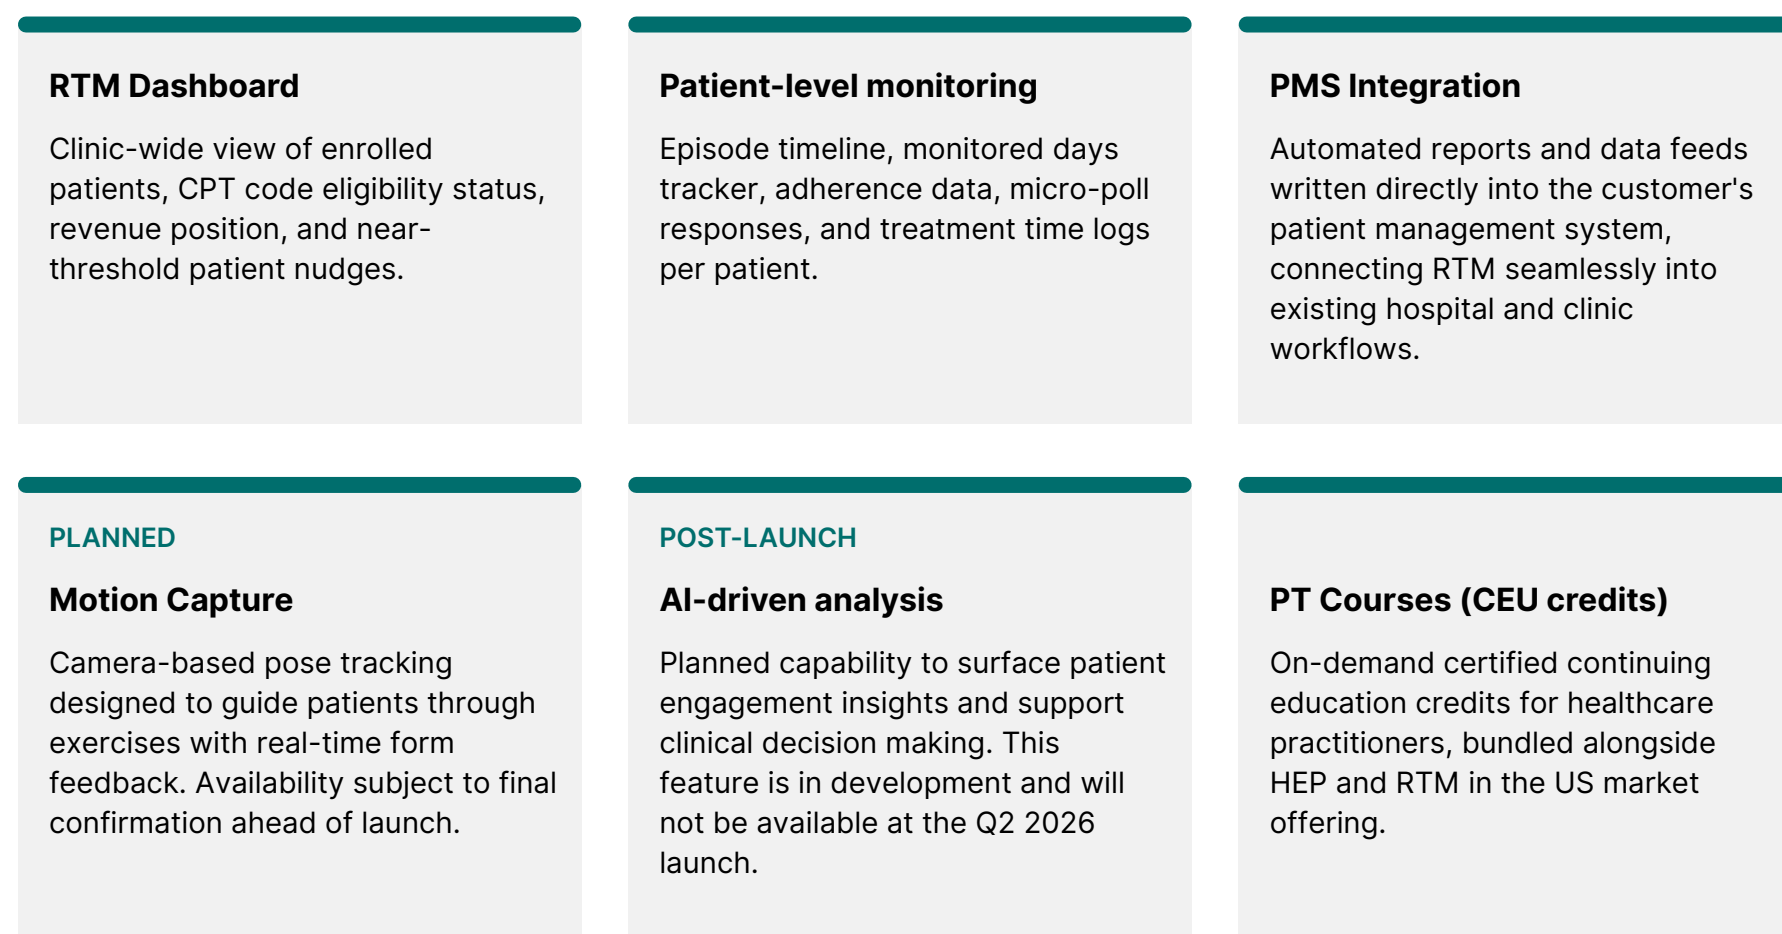 RTM Dashboard
Clinic-wide view of enrolled
patients, CPT code eligibility status,
revenue position, and near-
threshold patient nudges.
Patient-level monitoring
Episode timeline, monitored days
tracker, adherence data, micro-poll
responses, and treatment time logs
per patient.
PMS Integration
Automated reports and data feeds
written directly into the customer's
patient management system,
connecting RTM seamlessly into
existing hospital and clinic
workflows.
PLANNED
Motion Capture
Camera-based pose tracking
designed to guide patients through
exercises with real-time form
feedback. Availability subject to final
confirmation ahead of launch.
POST-LAUNCH
AI-driven analysis
Planned capability to surface patient
engagement insights and support
clinical decision making. This
feature is in development and will
not be available at the Q2 2026
launch.
PT Courses (CEU credits)
On-demand certified continuing
education credits for healthcare
practitioners, bundled alongside
HEP and RTM in the US market
offering.